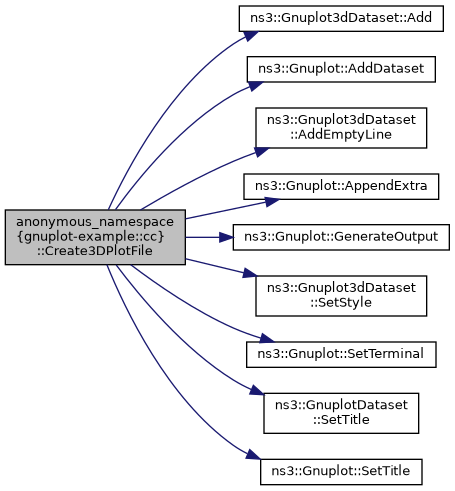 ns3::Gnuplot3dDataset::Add
ns3::Gnuplot::AddDataset
ns3::Gnuplot3dDataset
::AddEmptyLine
ns3::Gnuplot::AppendExtra
anonymous_namespace
{gnuplot-example::cc}
::Create3DPlotFile
ns3::Gnuplot::GenerateOutput
ns3::Gnuplot3dDataset
::SetStyle
ns3::Gnuplot::SetTerminal
ns3::GnuplotDataset
::SetTitle
ns3::Gnuplot::SetTitle